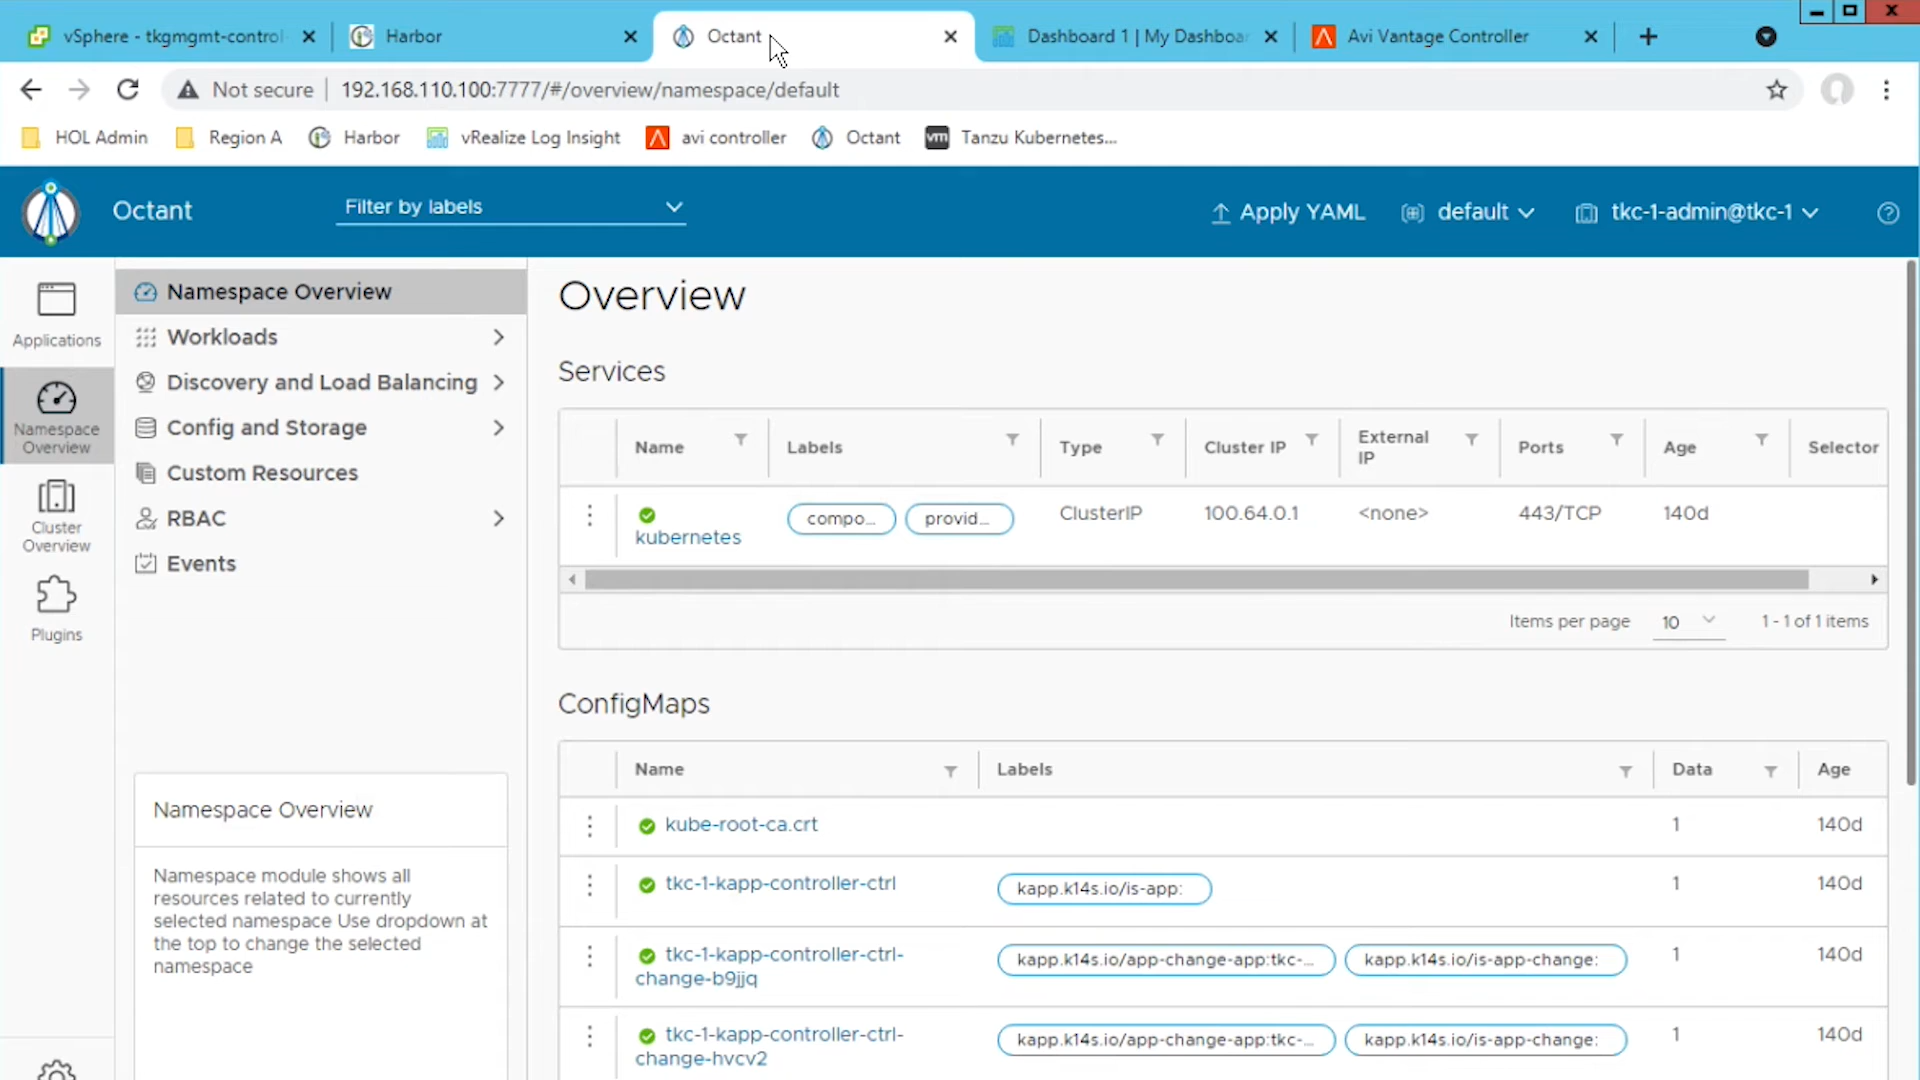 vSphere - tkgmgmt-control
Harbor
Octant
Dashboard 1 | My Dashboar
Avi Vantage Controller
Not secure
192.168.110.100:7777/#/overview/namespace/default
HOL Admin
Region A
Harbor
vRealize Log Insight
avi controller
Octant
vm
Tanzu Kubernetes...
Octant
Filter by labels
Apply YAML
default
tkc-1-admin@tkc-1
Applications
Namespace
Overview
Cluster
Overview
Plugins
Namespace Overview
Workloads
Discovery and Load Balancing
Config and Storage
Custom Resources
RBAC
Events
Namespace Overview
Namespace module shows all
resources related to currently
selected namespace Use dropdown at
the top to change the selected
namespace
Overview
Services
Name Labels Type Cluster IP External IP Ports Age Selector
kubernetes compo... provid... ClusterIP 100.64.0.1 <none> 443/TCP 140d
Items per page 10 1 - 1 of 1 items
ConfigMaps
Name Labels Data Age
kube-root-ca.crt 1 140d
tkc-1-kapp-controller-ctrl kapp.k14s.io/is-app: 1 140d
tkc-1-kapp-controller-ctrl-
change-b9jjq kapp.k14s.io/app-change-app:tkc-... kapp.k14s.io/is-app-change: 1 140d
tkc-1-kapp-controller-ctrl-
change-hvcv2 kapp.k14s.io/app-change-app:tkc-... kapp.k14s.io/is-app-change: 1 140d